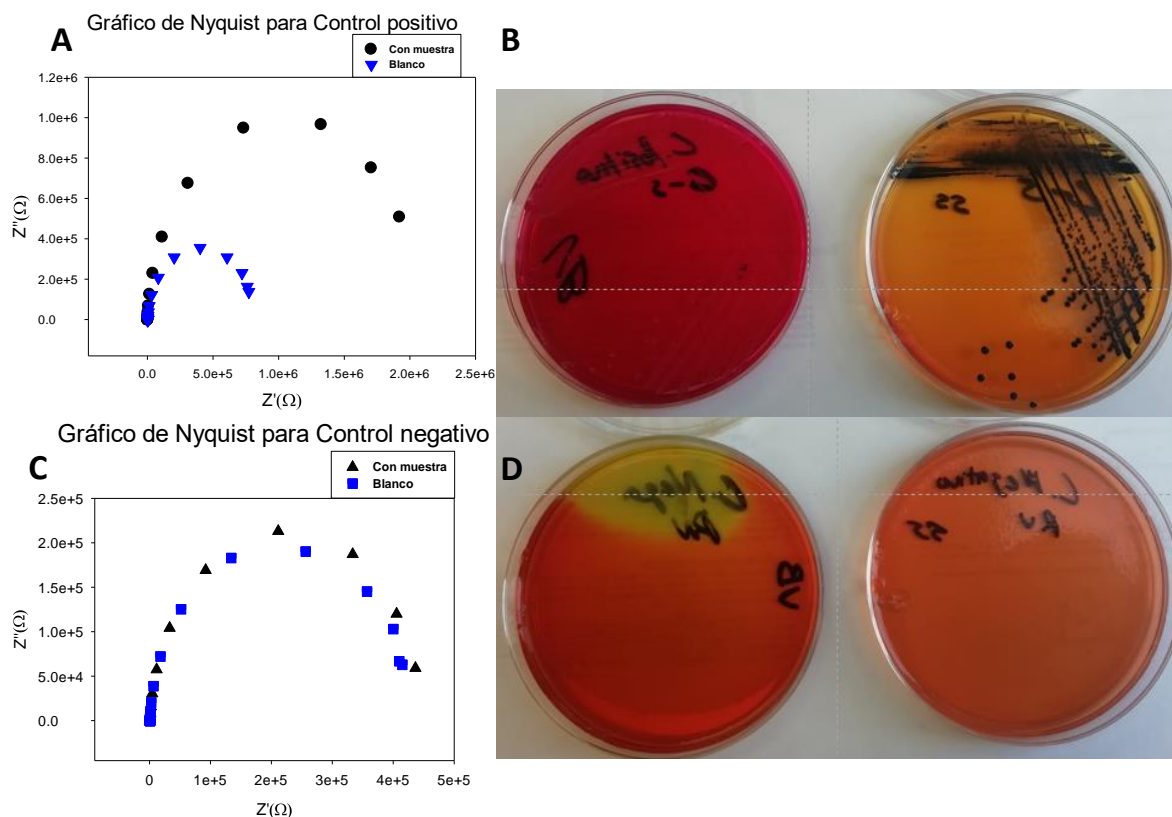 Gráfico de Nyquist para Control positivo
A
Con muestra
Blanco
1.2e+6
1.0e+6
8.0e+5
6.0e+5
4.0e+5
2.0e+5
0.0
Z''(Ω)
0.0 5.0e+5 1.0e+6 1.5e+6 2.0e+6 2.5e+6
Z'(Ω)
B
C. Positivo
G-S
SS
Gráfico de Nyquist para Control negativo
C
Con muestra
Blanco
2.5e+5
2.0e+5
1.5e+5
1.0e+5
5.0e+4
0.0
Z''(Ω)
0 1e+5 2e+5 3e+5 4e+5 5e+5
Z'(Ω)
D
RV
VB
C. Negativo
RV
SS